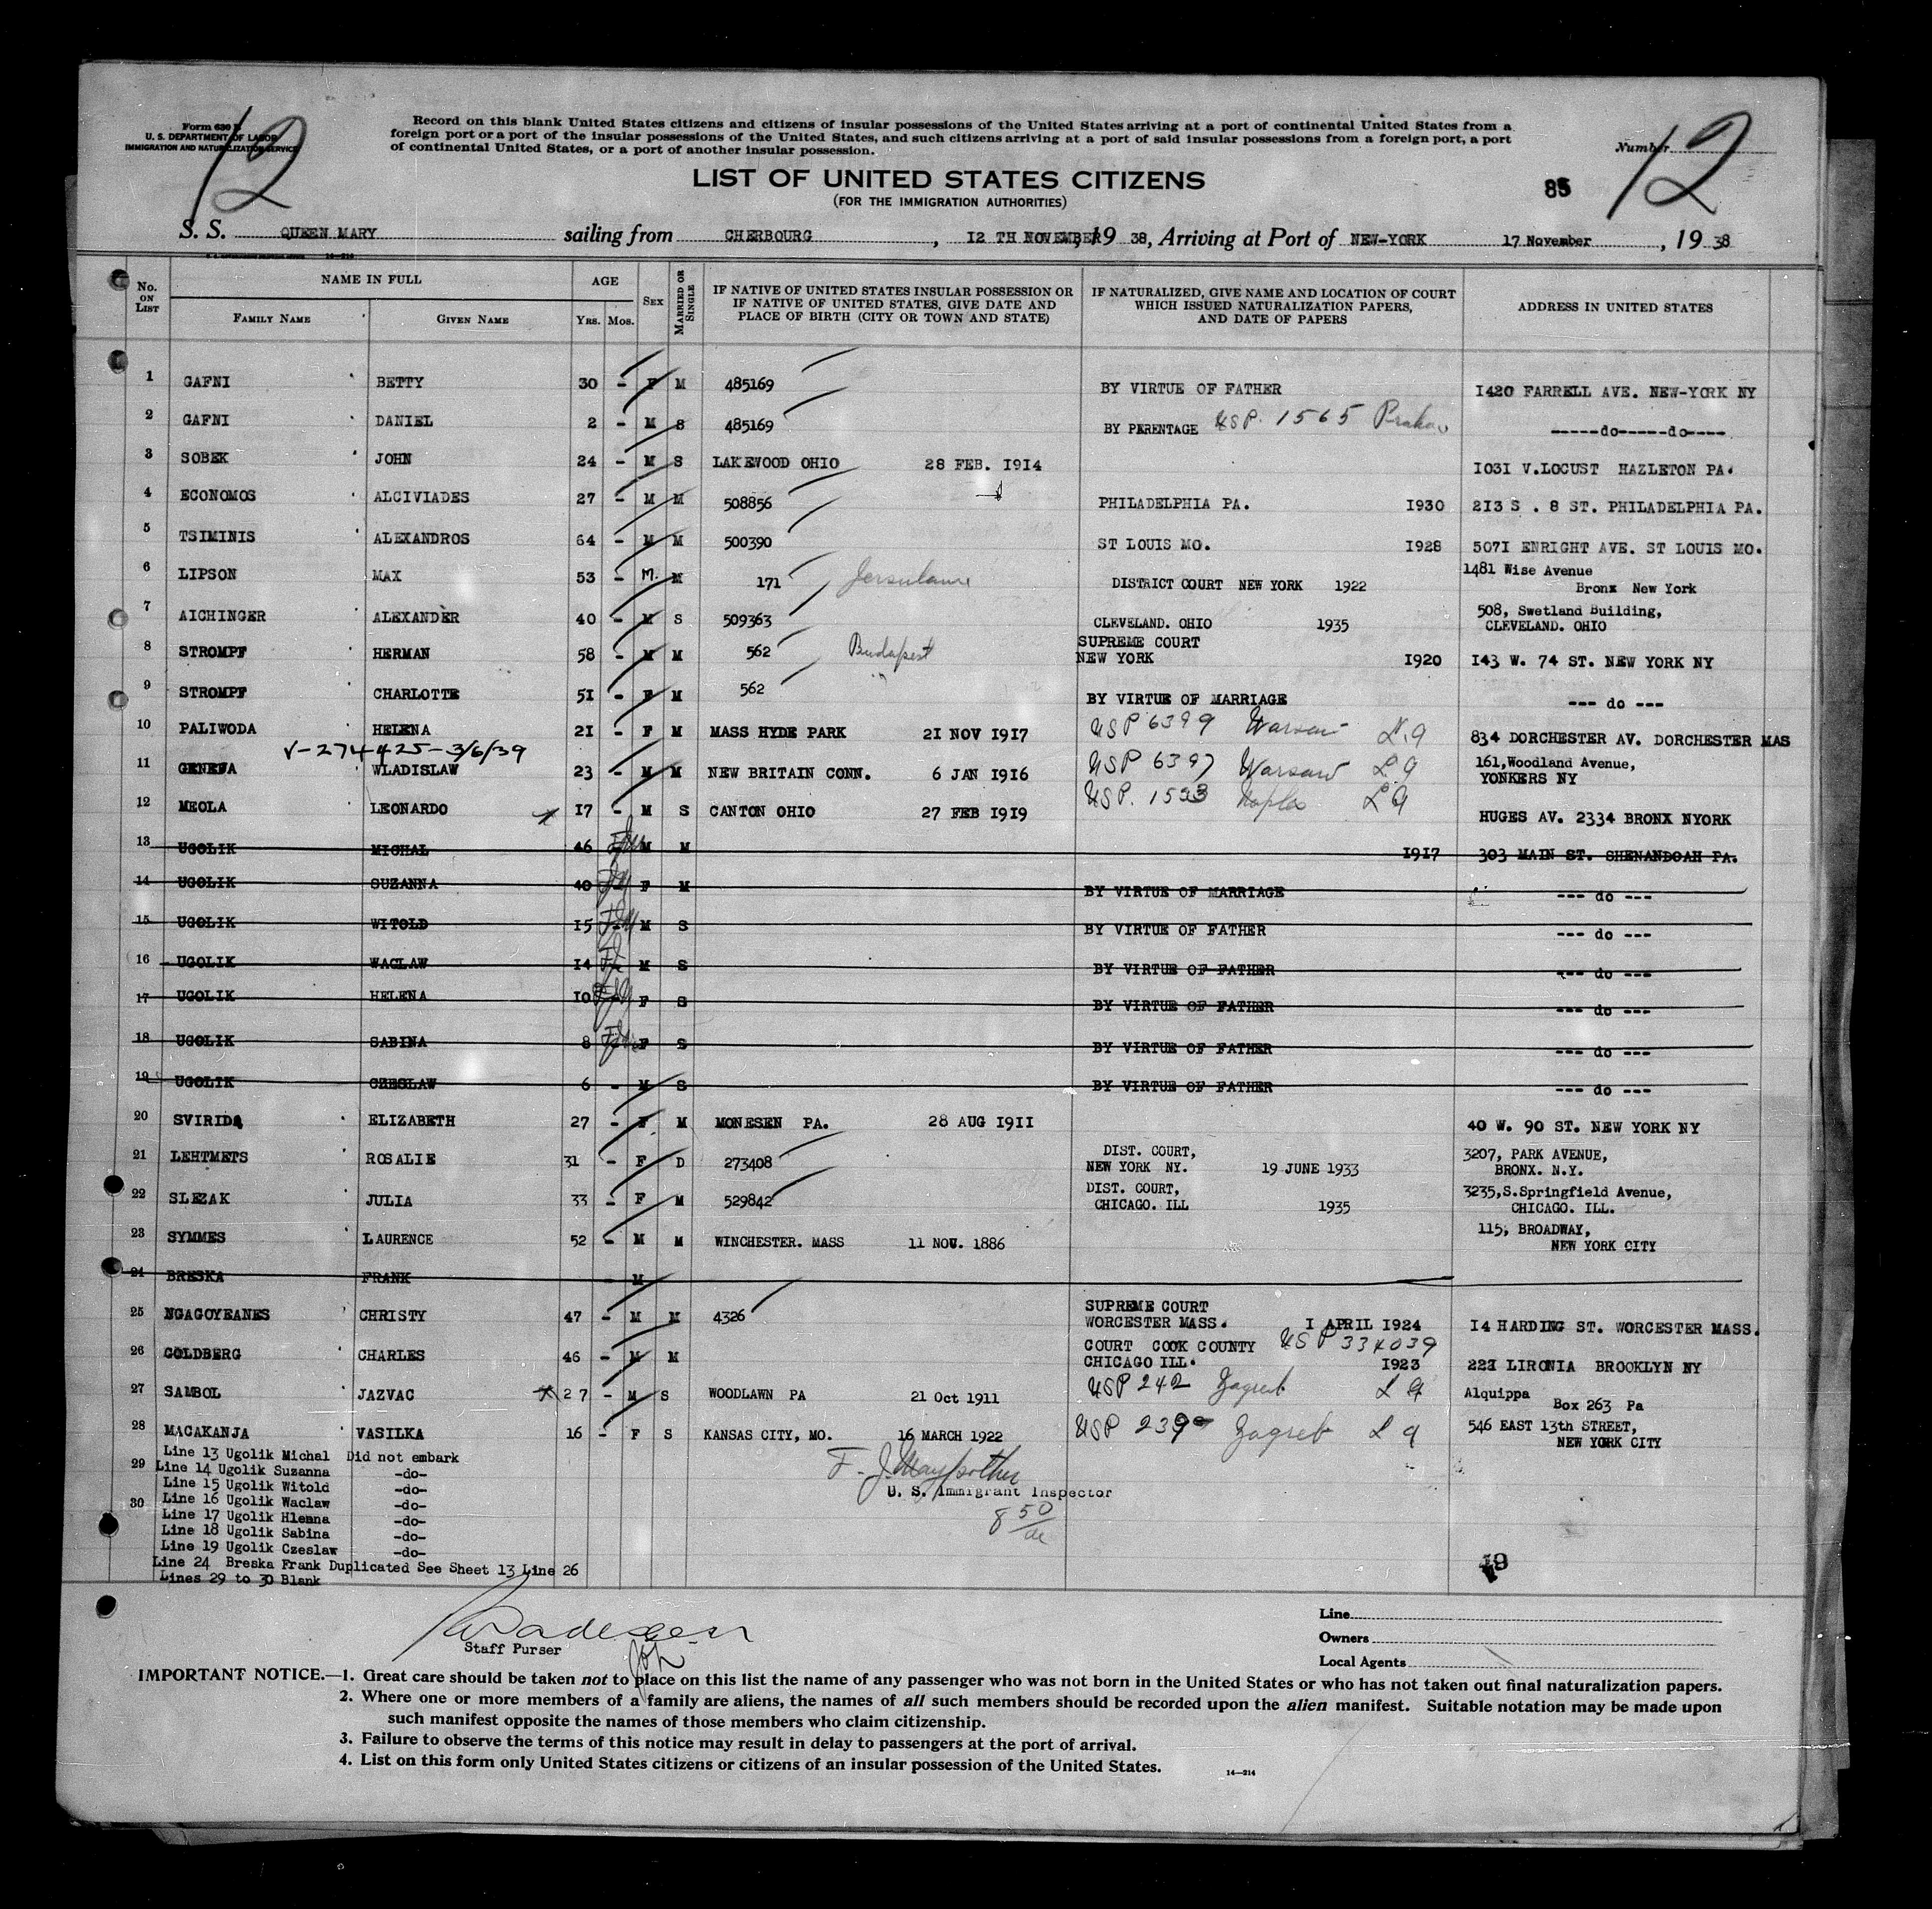 12
Form 630
U. S. DEPARTMENT OF LABOR
IMMIGRATION AND NATURALIZATION SERVICE
Record on this blank United States citizens and citizens of insular possessions of the United States arriving at a port of continental United States from a
foreign port or a port of the insular possessions of the United States, and such citizens arriving at a port of said insular possessions from a foreign port, a port
of continental United States, or a port of another insular possession.
Number
12
LIST OF UNITED STATES CITIZENS
(FOR THE IMMIGRATION AUTHORITIES)
85
S. S. QUEEN MARY sailing from CHERBOURG, 12 TH NOVEMBER 19 38, Arriving at Port of NEW-YORK 17 November, 19 38
No. ON LIST
NAME IN FULL
FAMILY NAME
GIVEN NAME
AGE
YRS. MOS.
SEX
MARRIED OR SINGLE
IF NATIVE OF UNITED STATES INSULAR POSSESSION OR
IF NATIVE OF UNITED STATES, GIVE DATE AND
PLACE OF BIRTH (CITY OR TOWN AND STATE)
IF NATURALIZED, GIVE NAME AND LOCATION OF COURT
WHICH ISSUED NATURALIZATION PAPERS,
AND DATE OF PAPERS
ADDRESS IN UNITED STATES
1 GAFNI BETTY 30 - F M 485169 BY VIRTUE OF FATHER 1420 FARRELL AVE. NEW-YORK NY
2 GAFNI DANIEL 2 - M S 485169 BY PERENTAGE USP. 1565 -----do-----do----
3 SOBEK JOHN 24 - M S LAKEWOOD OHIO 28 FEB. 1914 1031 V.LOCUST HAZLETON PA.
4 ECONOMOS ALCIVIADES 27 - M M 508856 PHILADELPHIA PA. 1930 213 S . 8 ST. PHILADELPHIA PA.
5 TSIMINIS ALEXANDROS 64 - M M 500390 ST LOUIS MO. 1928 5071 ENRIGHT AVE. ST LOUIS MO.
6 LIPSON MAX 53 - M. M 171 DISTRICT COURT NEW YORK 1922 1481 Wise Avenue
Bronx New York
7 AICHINGER ALEXANDER 40 - M S 509363 CLEVELAND. OHIO 1935 508, Swetland Building,
CLEVELAND. OHIO
8 STROMPF HERMAN 58 - M M 562 Budapest SUPREME COURT
NEW YORK 1920 143 W. 74 ST. NEW YORK NY
9 STROMPF CHARLOTTE 51 - F M 562 BY VIRTUE OF MARRIAGE --- do ---
10 PALIWODA HELENA 21 - F M MASS HYDE PARK 21 NOV 1917 USP 6399 Warsaw 834 DORCHESTER AV. DORCHESTER MAS
V-274425-3/6/39
11 GENEWA WLADISLAW 23 - M M NEW BRITAIN CONN. 6 JAN 1916 USP 6397 Warsaw L.9 161,Woodland Avenue,
YONKERS NY
12 MEOLA LEONARDO 17 - M S CANTON OHIO 27 FEB 1919 USP. 1533 L 9 HUGES AV. 2334 BRONX NYORK
13 UGOLIK MICHAL 46 M M 1917 303 MAIN ST. SHENANDOAH PA.
14 UGOLIK SUZANNA 40 F M BY VIRTUE OF MARRIAGE --- do ---
15 UGOLIK WITOLD 15 M S BY VIRTUE OF FATHER --- do ---
16 UGOLIK WACLAW 14 M S BY VIRTUE OF FATHER --- do ---
17 UGOLIK HELENA 10 F S BY VIRTUE OF FATHER --- do ---
18 UGOLIK SABINA 8 F S BY VIRTUE OF FATHER --- do ---
19 UGOLIK CZESLAW 6 - M S BY VIRTUE OF FATHER --- do ---
20 SVIRIDA ELIZABETH 27 - F M MONESEN PA. 28 AUG 1911 40 W. 90 ST. NEW YORK NY
21 LEHTMETS ROSALIE 31 - F D 273408 DIST. COURT,
NEW YORK NY. 19 JUNE 1933 3207, PARK AVENUE,
BRONX. N.Y.
22 SLEZAK JULIA 33 - F M 529842 DIST. COURT,
CHICAGO. ILL 1935 3235,S.Springfield Avenue,
CHICAGO. ILL.
23 SYMMES LAURENCE 52 - M M WINCHESTER. MASS 11 NOV. 1886 115, BROADWAY,
NEW YORK CITY
24 BRESKA FRANK M
25 NGAGOYEANES CHRISTY 47 - M M 4326 SUPREME COURT
WORCESTER MASS. 1 APRIL 1924 14 HARDING ST. WORCESTER MASS.
26 GOLDBERG CHARLES 46 - M M COURT COOK COUNTY USP 334039
CHICAGO ILL. 1923 221 LIRONIA BROOKLYN NY
27 SAMBOL JAZVAC 27 - M S WOODLAWN PA 21 Oct 1911 USP 242 Zagreb L 9 Alquippa
Box 263 Pa
28 MACAKANJA VASILKA 16 - F S KANSAS CITY, MO. 16 MARCH 1922 USP 239 Zagreb L 9 546 EAST 13th STREET,
NEW YORK CITY
29
30
Line 13 Ugolik Michal Did not embark
Line 14 Ugolik Suzanna -do-
Line 15 Ugolik Witold -do-
Line 16 Ugolik Waclaw -do-
Line 17 Ugolik Hlemna -do-
Line 18 Ugolik Sabina -do-
Line 19 Ugolik Czeslaw -do-
Line 24 Breska Frank Duplicated See Sheet 13 Line 26
Lines 29 to 30 Blank
U. S. Immigrant Inspector
8 50
19
Staff Purser
Line
Owners
Local Agents
IMPORTANT NOTICE.—1. Great care should be taken not to place on this list the name of any passenger who was not born in the United States or who has not taken out final naturalization papers.
2. Where one or more members of a family are aliens, the names of all such members should be recorded upon the alien manifest. Suitable notation may be made upon
such manifest opposite the names of those members who claim citizenship.
3. Failure to observe the terms of this notice may result in delay to passengers at the port of arrival.
4. List on this form only United States citizens or citizens of an insular possession of the United States.
14—214